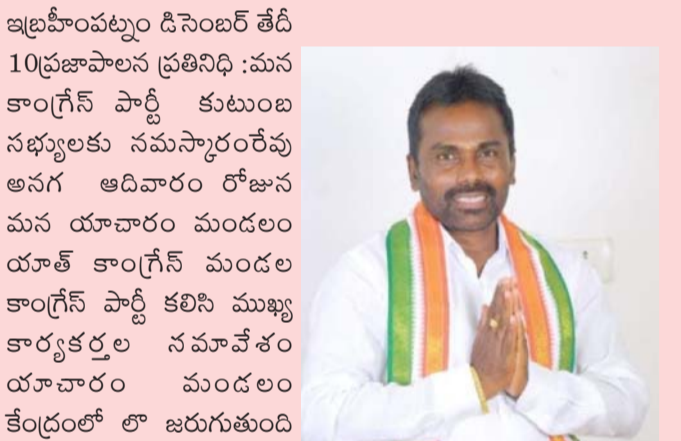 ఇబ్రహీంపట్నం డిసెంబర్ తేదీ
10ప్రజాపాలన ప్రతినిధి :మన
కాంగ్రేస్ పార్టీ కుటుంబ
సభ్యులకు నమస్కారంరేవు
అనగ ఆదివారం రోజున
మన యాచారం మండలం
యాత్ కాంగ్రేస్ మండల
కాంగ్రేస్ పార్టీ కలిసి ముఖ్య
కార్యకర్తల నమావేశం
యాచారం మండలం
కేంద్రంలో లొ జరుగుతుంది